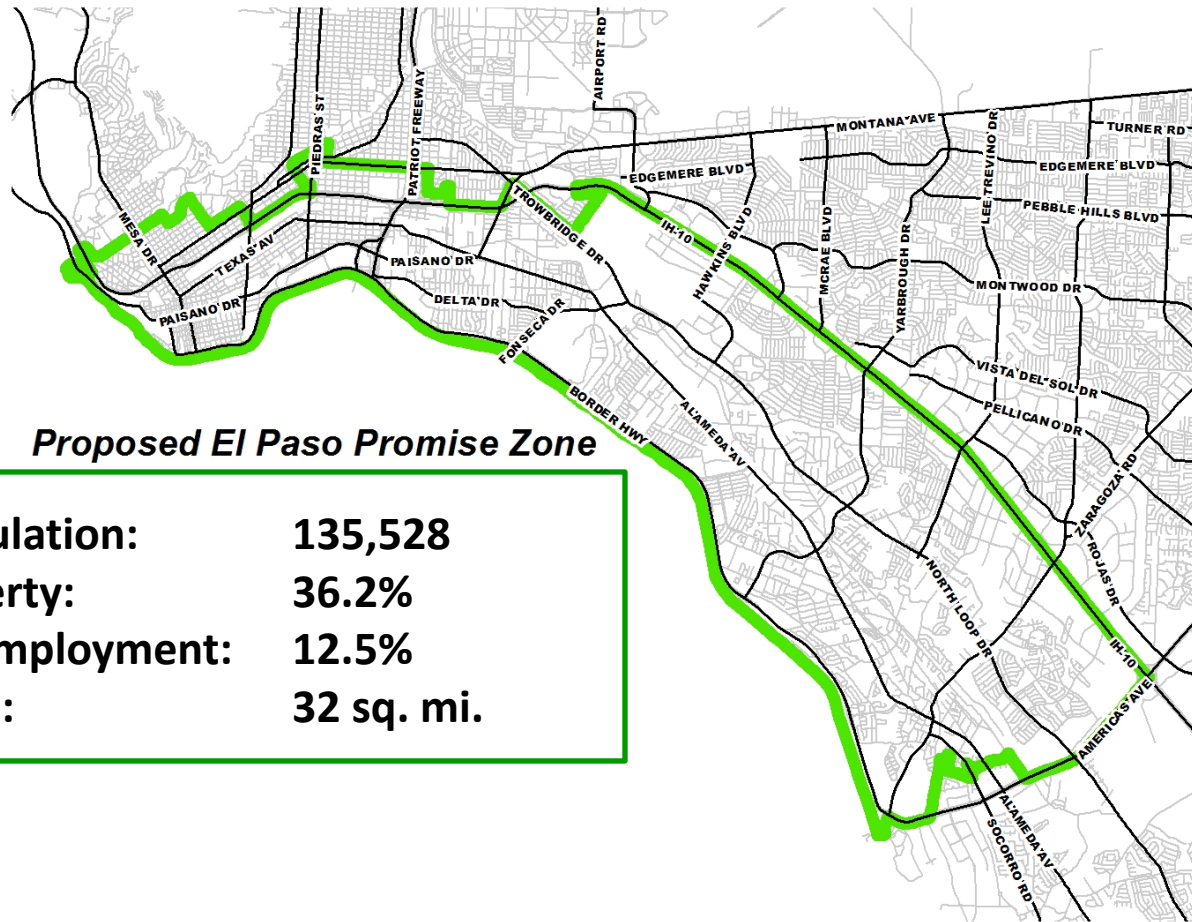 AIRPORT RD
PIEDRAS ST
PATRIOT FREEWAY
MONTANA AVE
LEE TREVINO DR
TURNER RD
EDGEMERE BLVD
EDGEMERE BLVD
PEBBLE HILLS BLVD
MESA DR
TROWBRIDGE DR
IH-10
HAWKINS BLVD
MCRAE BLVD
YARBROUGH DR
TEXAS AV
PAISANO DR
MONTWOOD DR
DELTA DR
PAISANO DR
FONSECA DR
VISTA DEL SOL DR
BORDER HWY
ALAMEDA AV
PELLICANO DR
Proposed El Paso Promise Zone
ZARAGOZA RD
ulation: 135,528
erty: 36.2%
mployment: 12.5%
: 32 sq. mi.
ROJAS DR
NORTH LOOP DR
IH-10
AMERICAS AVE
ALAMEDA AV
SOCORRO RD